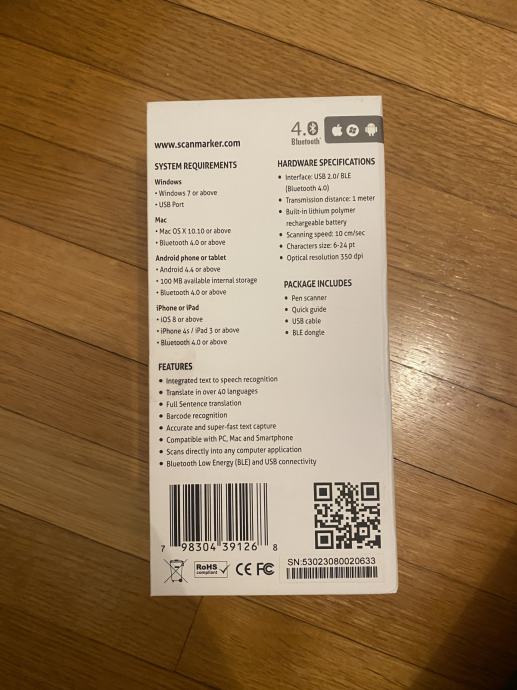 www.scanmarker.com
4.0
Bluetooth®
SYSTEM REQUIREMENTS
Windows
• Windows 7 or above
• USB Port
Mac
• Mac OS X 10.10 or above
• Bluetooth 4.0 or above
Android phone or tablet
• Android 4.4 or above
• 100 MB available internal storage
• Bluetooth 4.0 or above
iPhone or iPad
• iOS 8 or above
• iPhone 4s / iPad 3 or above
• Bluetooth 4.0 or above
HARDWARE SPECIFICATIONS
• Interface: USB 2.0/ BLE
(Bluetooth 4.0)
• Transmission distance: 1 meter
• Built-in lithium polymer
rechargeable battery
• Scanning speed: 10 cm/sec
• Characters size: 6-24 pt
• Optical resolution 350 dpi
PACKAGE INCLUDES
• Pen scanner
• Quick guide
• USB cable
• BLE dongle
FEATURES
• Integrated text to speech recognition
• Translate in over 40 languages
• Full Sentence translation
• Barcode recognition
• Accurate and super-fast text capture
• Compatible with PC, Mac and Smartphone
• Scans directly into any computer application
• Bluetooth Low Energy (BLE) and USB connectivity
7 98304 39126 8
RoHS
compliant
CE FC
SN:53023080020633